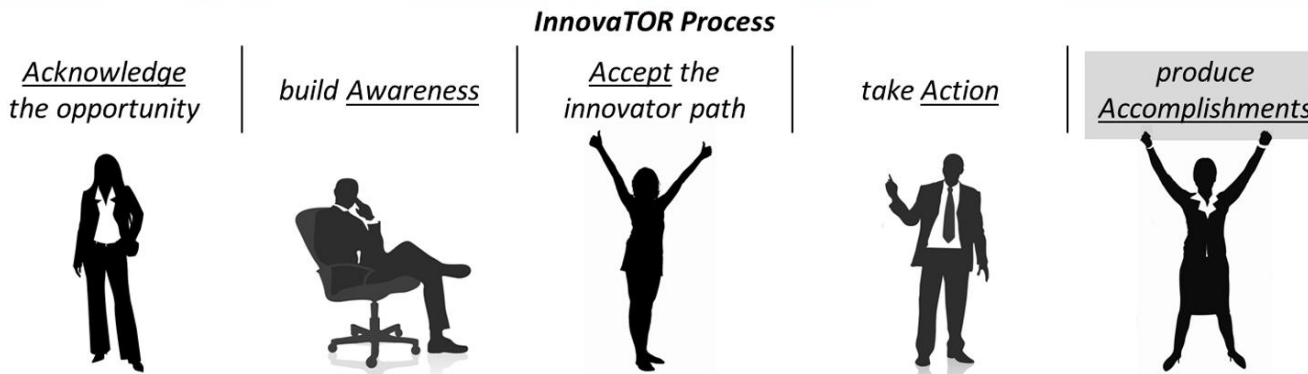 InnovaTOR Process
Acknowledge
the opportunity
build Awareness
Accept the
innovator path
take Action
produce
Accomplishments